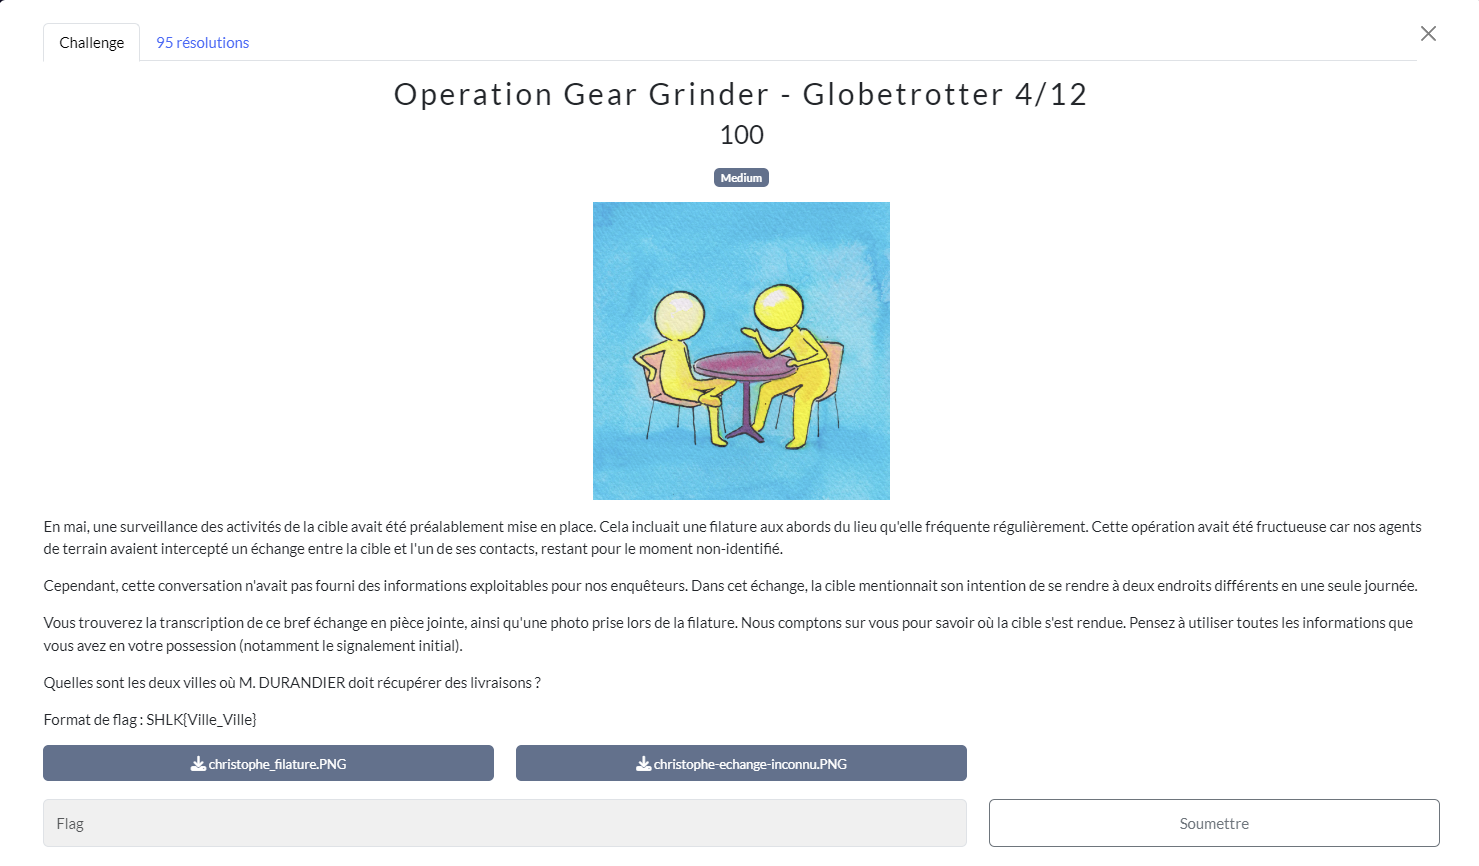 Challenge
95 résolutions
Operation Gear Grinder - Globetrotter 4/12
100
Medium
En mai, une surveillance des activités de la cible avait été préalablement mise en place. Cela incluait une filature aux abords du lieu qu'elle fréquente régulièrement. Cette opération avait été fructueuse car nos agents
de terrain avaient intercepté un échange entre la cible et l'un de ses contacts, restant pour le moment non-identifié.
Cependant, cette conversation n'avait pas fourni des informations exploitables pour nos enquêteurs. Dans cet échange, la cible mentionnait son intention de se rendre à deux endroits différents en une seule journée.
Vous trouverez la transcription de ce bref échange en pièce jointe, ainsi qu'une photo prise lors de la filature. Nous comptons sur vous pour savoir où la cible s'est rendue. Pensez à utiliser toutes les informations que
vous avez en votre possession (notamment le signalement initial).
Quelles sont les deux villes où M. DURANDIER doit récupérer des livraisons ?
Format de flag : SHLK{Ville_Ville}
christophe_filature.PNG
christophe-echange-inconnu.PNG
Flag
Soumettre